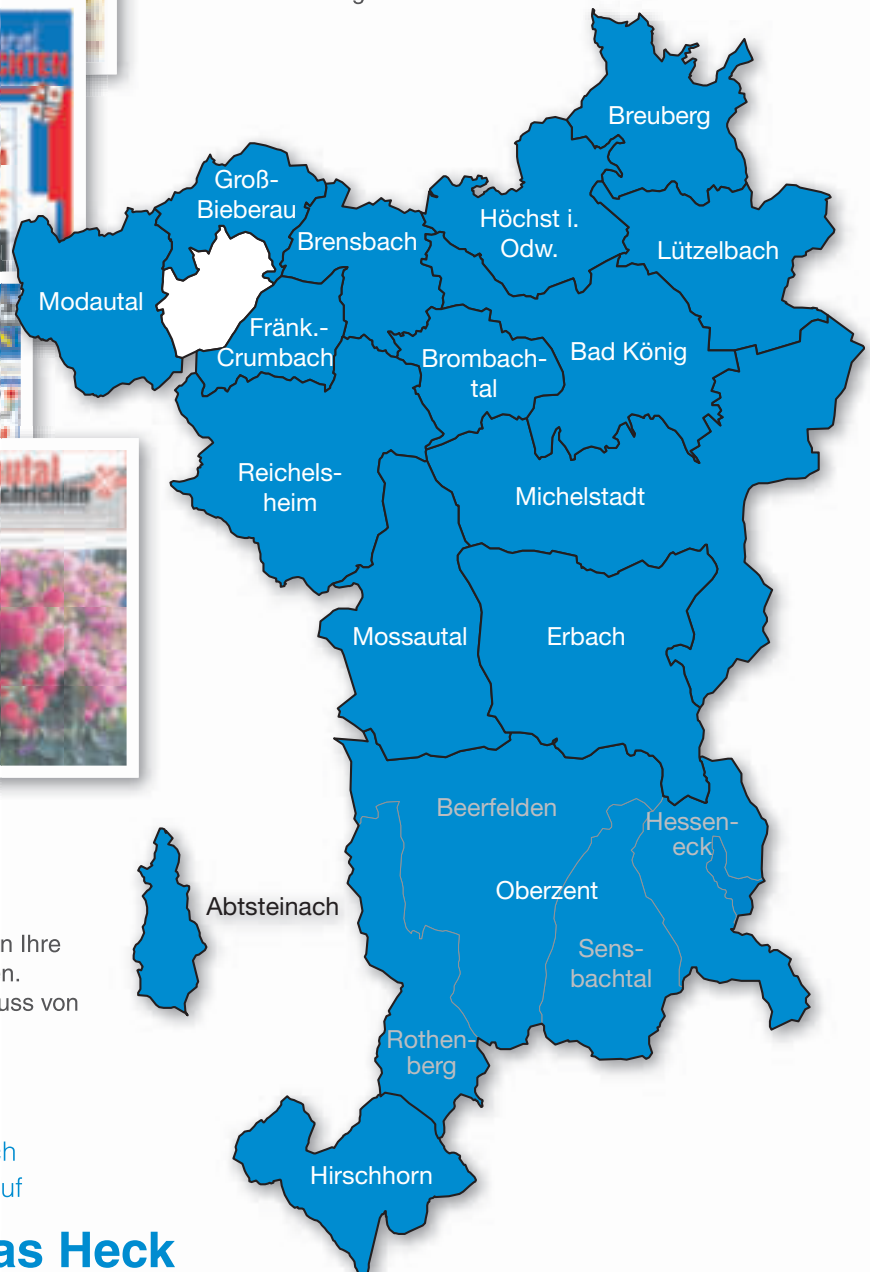 Breuberg
Groß-
Bieberau
Brensbach
Höchst i.
Odw.
Lützelbach
Modautal
Fränk.-
Crumbach
Brombach-
tal
Bad König
Reichels-
heim
Michelstadt
Mossautal
Erbach
Beerfelden
Hessen-
eck
Oberzent
Abtsteinach
Sens-
bachtal
n Ihre
n.
uss von
Rothen-
berg
ch
uf
Hirschhorn
as Heck